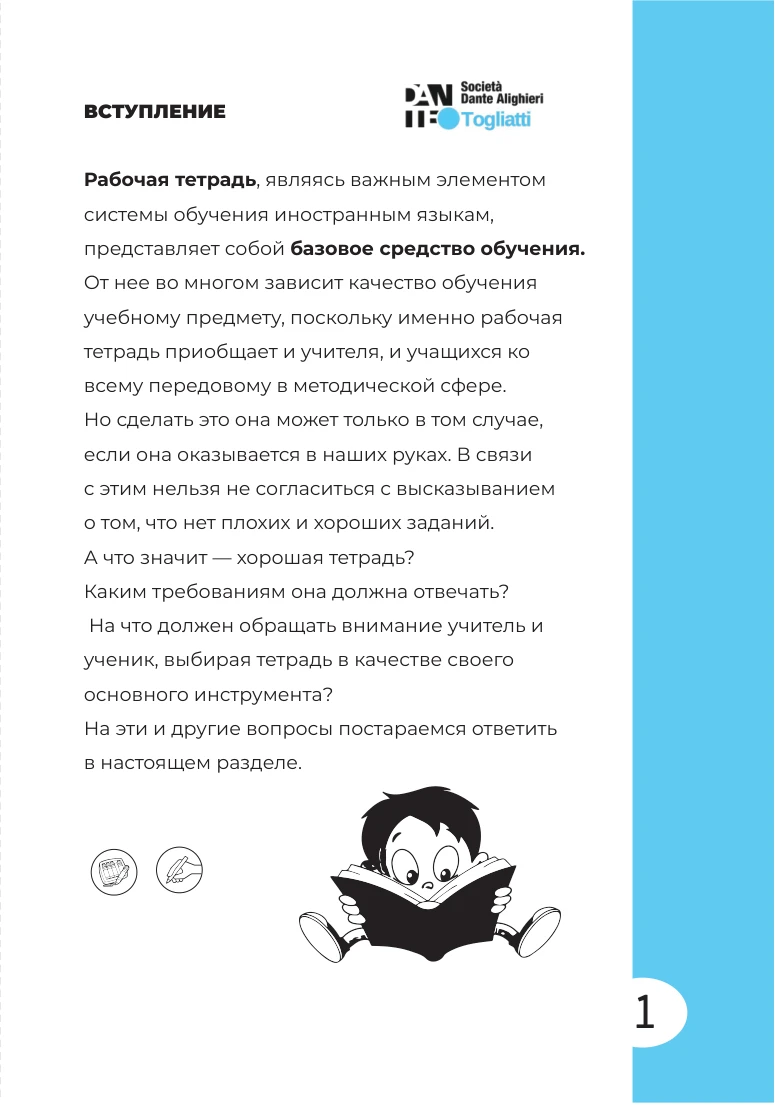 ВСТУПЛЕНИЕ
Società
Dante Alighieri
Togliatti
Рабочая тетрадь, являясь важным элементом
системы обучения иностранным языкам,
представляет собой базовое средство обучения.
От нее во многом зависит качество обучения
учебному предмету, поскольку именно рабочая
тетрадь приобщает и учителя, и учащихся ко
всему передовому в методической сфере.
Но сделать это она может только в том случае,
если она оказывается в наших руках. В связи
с этим нельзя не согласиться с высказыванием
о том, что нет плохих и хороших заданий.
А что значит — хорошая тетрадь?
Каким требованиям она должна отвечать?
На что должен обращать внимание учитель и
ученик, выбирая тетрадь в качестве своего
основного инструмента?
На эти и другие вопросы постараемся ответить
в настоящем разделе.
1